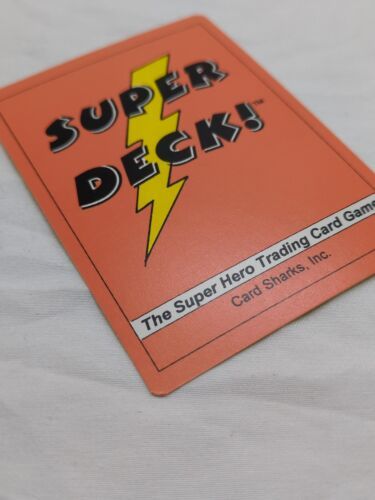 SUPER
DECK!™
The Super Hero Trading Card Game
Card Sharks, Inc.